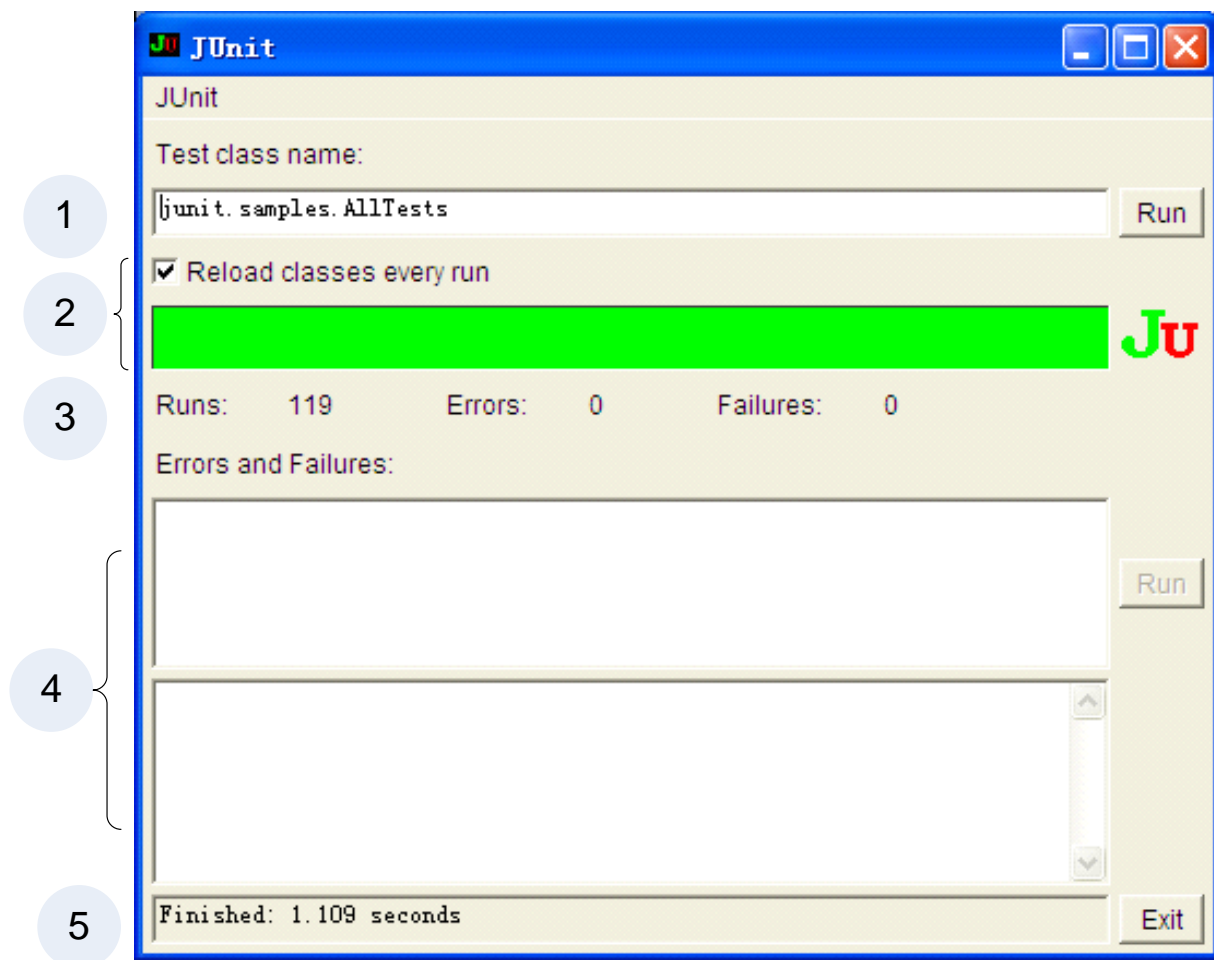 JU JUnit
JUnit
Test class name:
1
junit.samples.AllTests Run
2
Reload classes every run
JU
3
Runs: 119 Errors: 0 Failures: 0
Errors and Failures:
Run
4
5
Finished: 1.109 seconds Exit